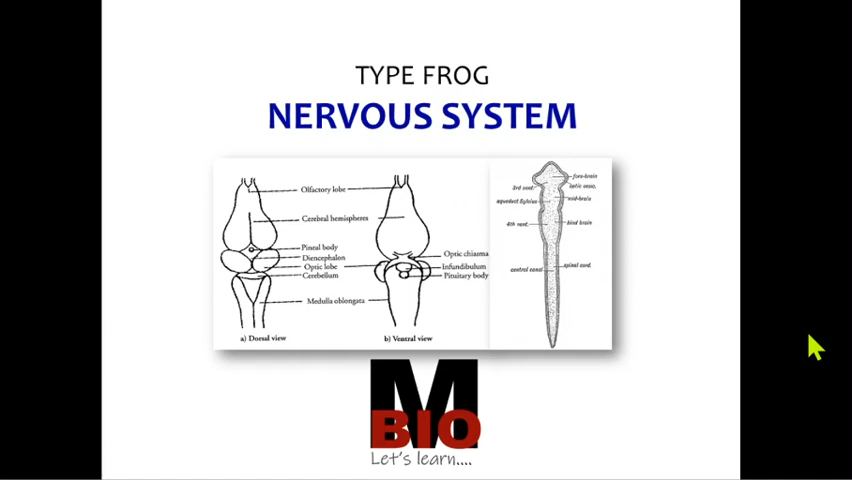 TYPE FROG
NERVOUS SYSTEM
Olfactory lobe
Cerebral hemispheres
Pineal body
Diencephalon
Optic lobe
Cerebellum
Medulla oblongata
a) Dorsal view
Optic chiasma
Infundibulum
Pituitary body
b) Ventral view
3rd vent.
aqueduct Sylvius
4th vent.
central canal
fore-brain
mid-brain
hind brain
spinal cord.
M
BIO
Let's learn....